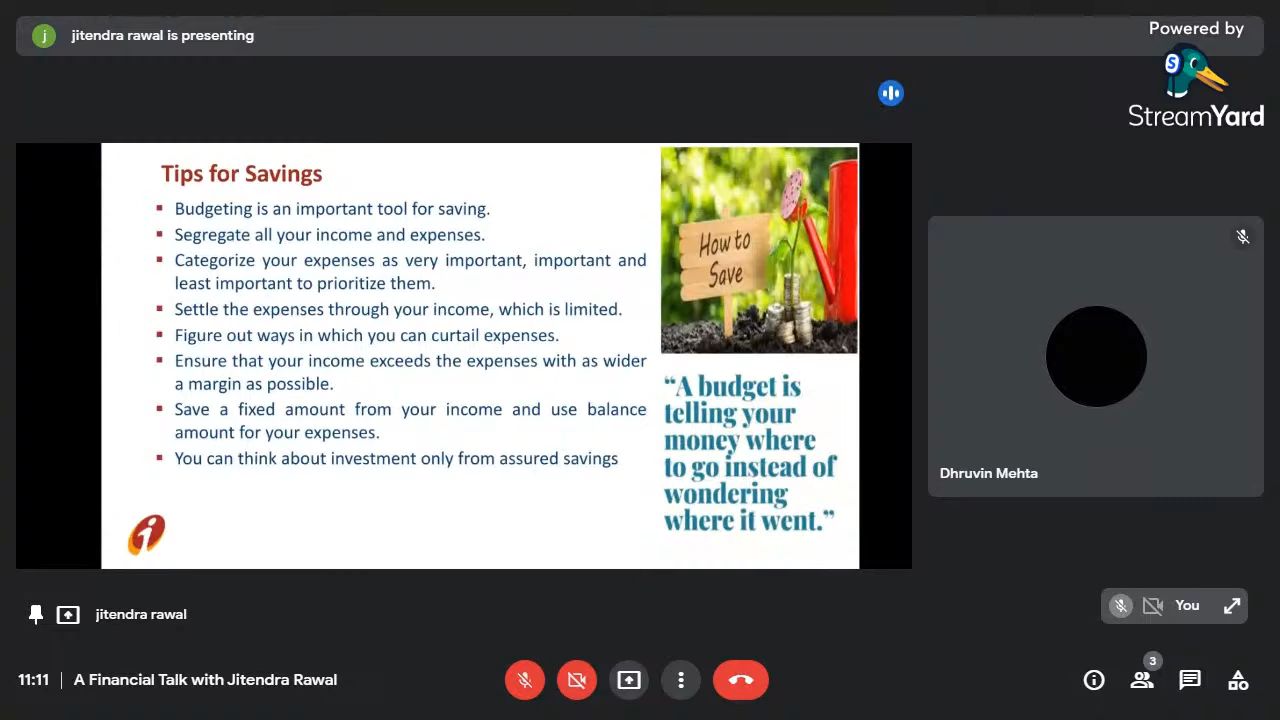 j
jitendra rawal is presenting
Powered by
S
StreamYard
Tips for Savings
Budgeting is an important tool for saving.
Segregate all your income and expenses.
Categorize your expenses as very important, important and
least important to prioritize them.
Settle the expenses through your income, which is limited.
Figure out ways in which you can curtail expenses.
Ensure that your income exceeds the expenses with as wider
a margin as possible.
Save a fixed amount from your income and use balance
amount for your expenses.
You can think about investment only from assured savings
i
How to
Save
“A budget is
telling your
money where
to go instead of
wondering
where it went.”
Dhruvin Mehta
jitendra rawal
You
11:11 | A Financial Talk with Jitendra Rawal
3